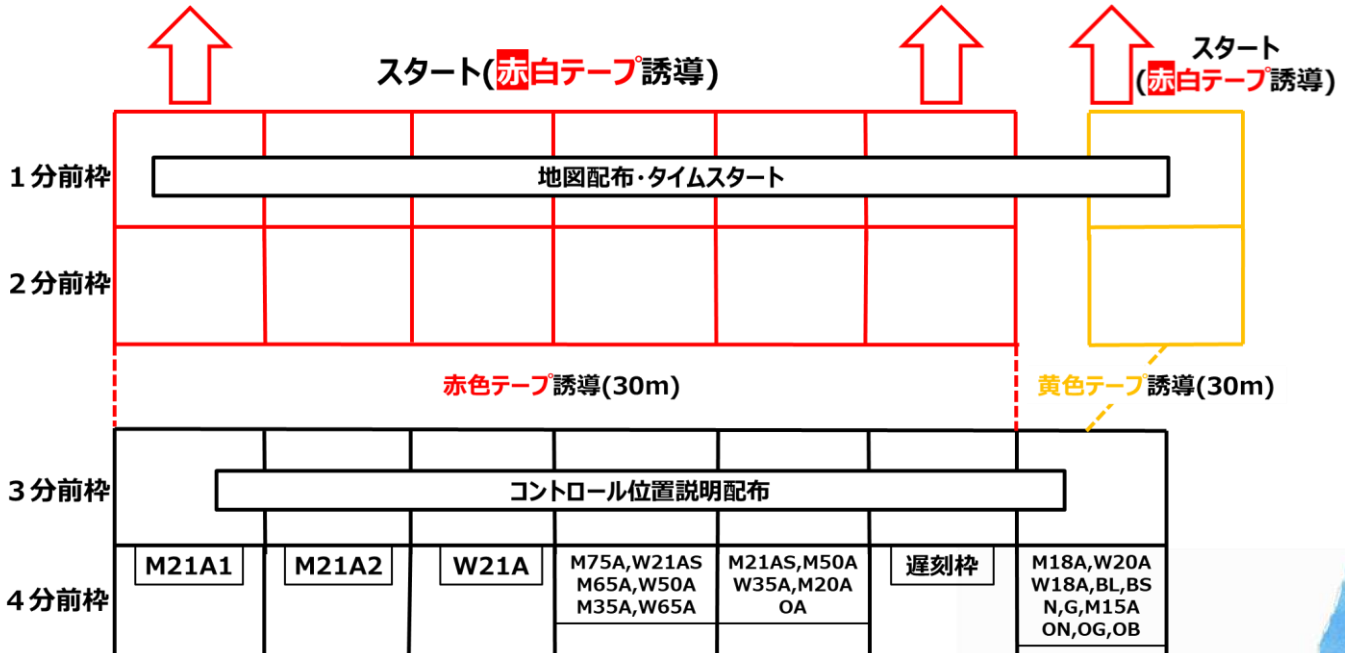 スタート(赤白テープ誘導)
スタート
(赤白テープ誘導)
1分前枠
地図配布・タイムスタート
2分前枠
赤色テープ誘導(30m)
黄色テープ誘導(30m)
3分前枠
コントロール位置説明配布
4分前枠
M21A1
M21A2
W21A
M75A,W21AS
M65A,W50A
M35A,W65A
M21AS,M50A
W35A,M20A
OA
遅刻枠
M18A,W20A
W18A,BL,BS
N,G,M15A
ON,OG,OB